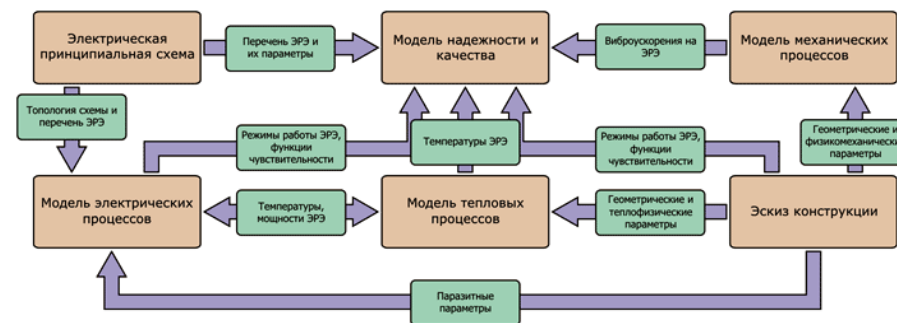 Электрическая
принципиальная схема
Перечень ЭРЭ и
их параметры
Модель надежности и
качества
Виброускорения на
ЭРЭ
Модель механических
процессов
Топология схемы и
перечень ЭРЭ
Режимы работы ЭРЭ,
функции
чувствительности
Температуры ЭРЭ
Режимы работы ЭРЭ,
функции
чувствительности
Геометрические и
физикомеханически
параметры
Модель электрических
процессов
Температуры,
мощности ЭРЭ
Модель тепловых
процессов
Геометрические и
теплофизические
параметры
Эскиз конструкции
Паразитные
параметры